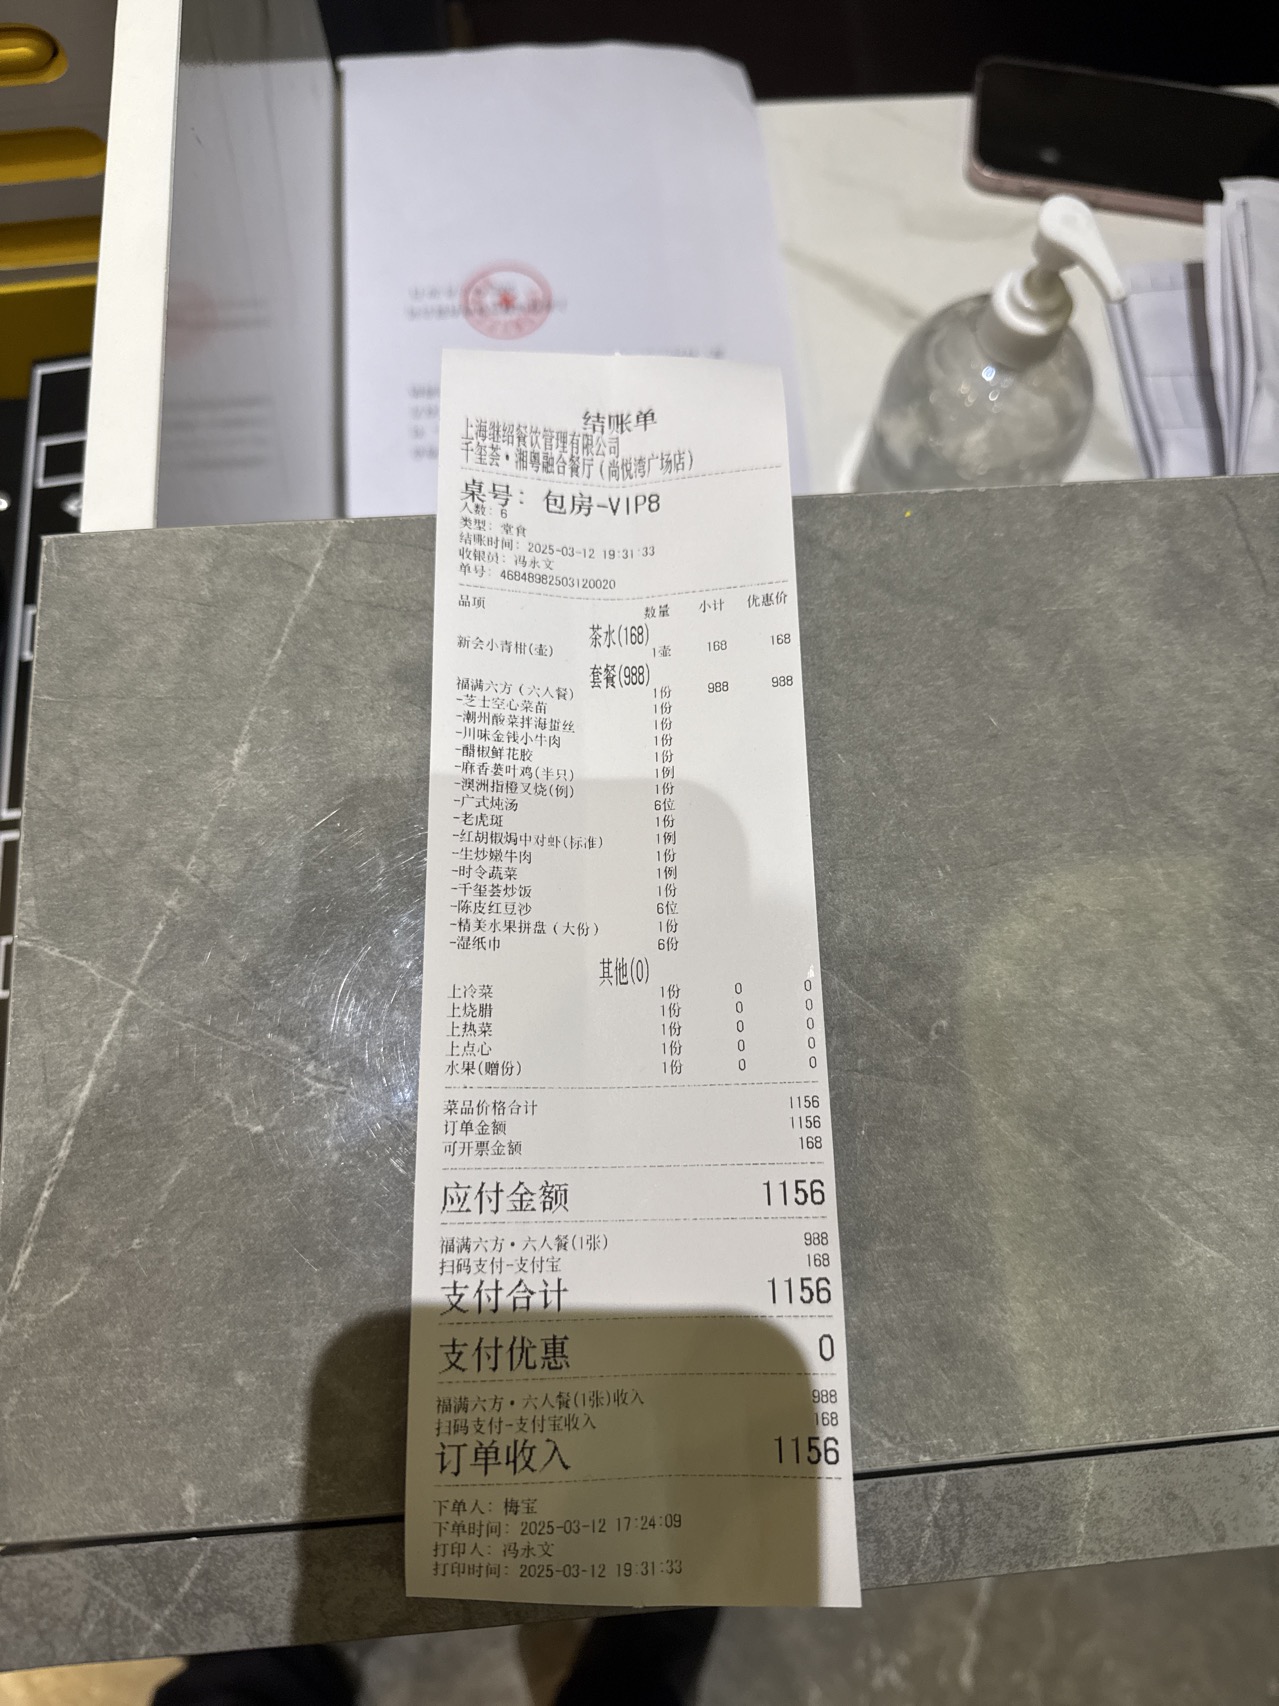 结账单
上海继绍餐饮管理有限公司
千玺荟·湘粤融合餐厅(尚悦湾广场店)
桌号: 包房-VIP8
人数: 6
类型: 堂食
结账时间: 2025-03-12 19:31:33
收银员: 冯永文
单号: 46848982503120020
品项 数量 小计 优惠价
茶水(168)
新会小青柑(壶) 1壶 168 168
套餐(988)
福满六方(六人餐) 1份 988 988
-芝士空心菜苗 1份
-潮州酸菜拌海蜇丝 1份
-川味金钱小牛肉 1份
-醋椒鲜花胶 1份
-麻香蒌叶鸡(半只) 1例
-澳洲指橙叉烧(例) 1份
-广式炖汤 6位
-老虎斑 1份
-红胡椒焗中对虾(标准) 1例
-生炒嫩牛肉 1份
-时令蔬菜 1例
-千玺荟炒饭 1份
-陈皮红豆沙 6位
-精美水果拼盘(大份) 1份
-湿纸巾 6份
其他(0)
上冷菜 1份 0 0
上烧腊 1份 0 0
上热菜 1份 0 0
上点心 1份 0 0
水果(赠份) 1份 0 0
菜品价格合计 1156
订单金额 1156
可开票金额 168
应付金额 1156
福满六方·六人餐(1张) 988
扫码支付-支付宝 168
支付合计 1156
支付优惠 0
福满六方·六人餐(1张)收入 988
扫码支付-支付宝收入 168
订单收入 1156
下单人: 梅宝
下单时间: 2025-03-12 17:24:09
打印人: 冯永文
打印时间: 2025-03-12 19:31:33